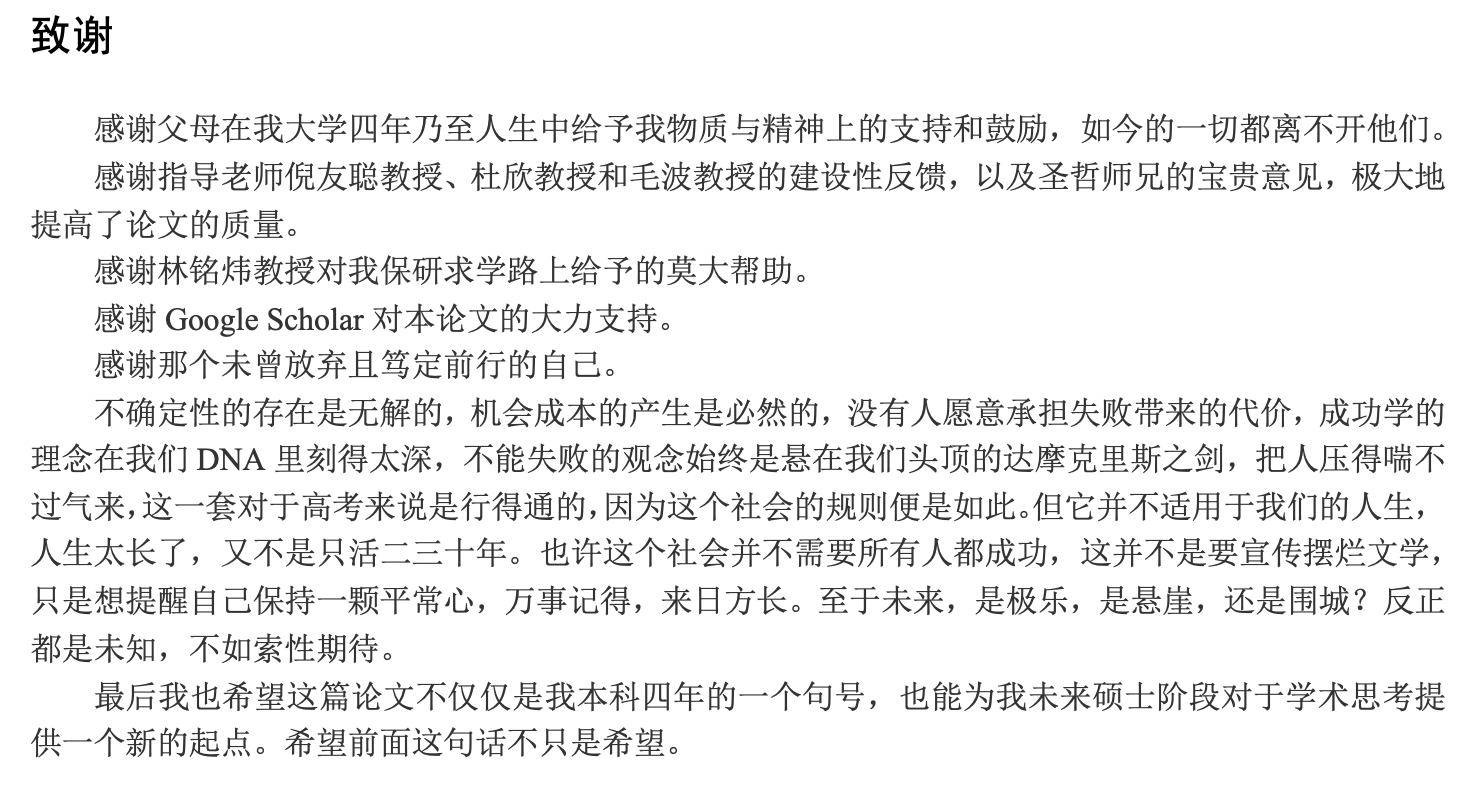 致谢
感谢父母在我大学四年乃至人生中给予我物质与精神上的支持和鼓励，如今的一切都离不开他们。
感谢指导老师倪友聪教授、杜欣教授和毛波教授的建设性反馈，以及圣哲师兄的宝贵意见，极大地
提高了论文的质量。
感谢林铭炜教授对我保研求学路上给予的莫大帮助。
感谢 Google Scholar 对本论文的大力支持。
感谢那个未曾放弃且笃定前行的自己。
不确定性的存在是无解的，机会成本的产生是必然的，没有人愿意承担失败带来的代价，成功学的
理念在我们 DNA 里刻得太深，不能失败的观念始终是悬在我们头顶的达摩克里斯之剑，把人压得喘不
过气来，这一套对于高考来说是行得通的，因为这个社会的规则便是如此。但它并不适用于我们的人生，
人生太长了，又不是只活二三十年。也许这个社会并不需要所有人都成功，这并不是要宣传摆烂文学，
只是想提醒自己保持一颗平常心，万事记得，来日方长。至于未来，是极乐，是悬崖，还是围城？反正
都是未知，不如索性期待。
最后我也希望这篇论文不仅仅是我本科四年的一个句号，也能为我未来硕士阶段对于学术思考提
供一个新的起点。希望前面这句话不只是希望。